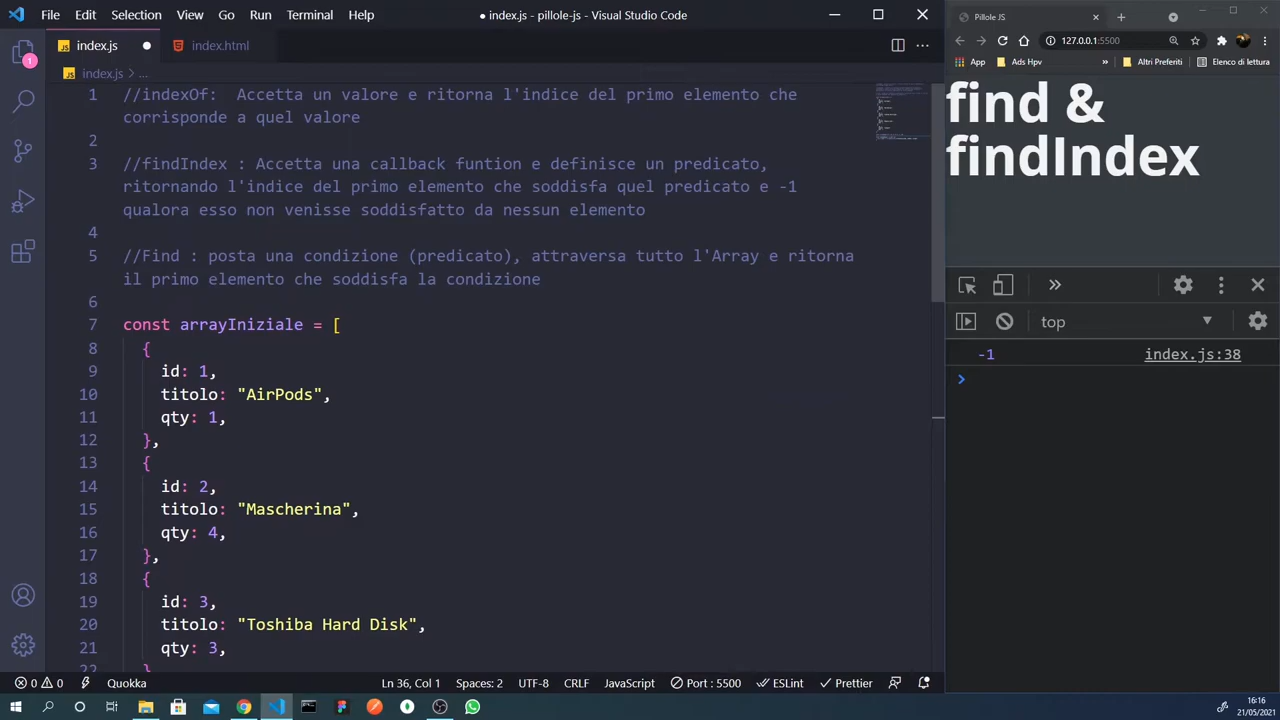 File Edit Selection View Go Run Terminal Help
● index.js - pillole-js - Visual Studio Code
Pillole JS
JS index.js
index.html
127.0.0.1:5500
JS index.js > ...
App
Ads Hpv
»
Altri Preferiti
Elenco di lettura
1 //indexOf:  Accetta un valore e ritorna l'indice del primo elemento che
corrisponde a quel valore
2
3 //findIndex : Accetta una callback funtion e definisce un predicato,
ritornando l'indice del primo elemento che soddisfa quel predicato e -1
qualora esso non venisse soddisfatto da nessun elemento
4
5 //Find : posta una condizione (predicato), attraversa tutto l'Array e ritorna
il primo elemento che soddisfa la condizione
6
7 const arrayIniziale = [
8 {
9 id: 1,
10 titolo: "AirPods",
11 qty: 1,
12 },
13 {
14 id: 2,
15 titolo: "Mascherina",
16 qty: 4,
17 },
18 {
19 id: 3,
20 titolo: "Toshiba Hard Disk",
21 qty: 3,
22 }
find &
findIndex
»
top
-1 index.js:38
1
0 0 Quokka Ln 36, Col 1 Spaces: 2 UTF-8 CRLF JavaScript Port : 5500 ESLint Prettier
16:16
21/05/2021